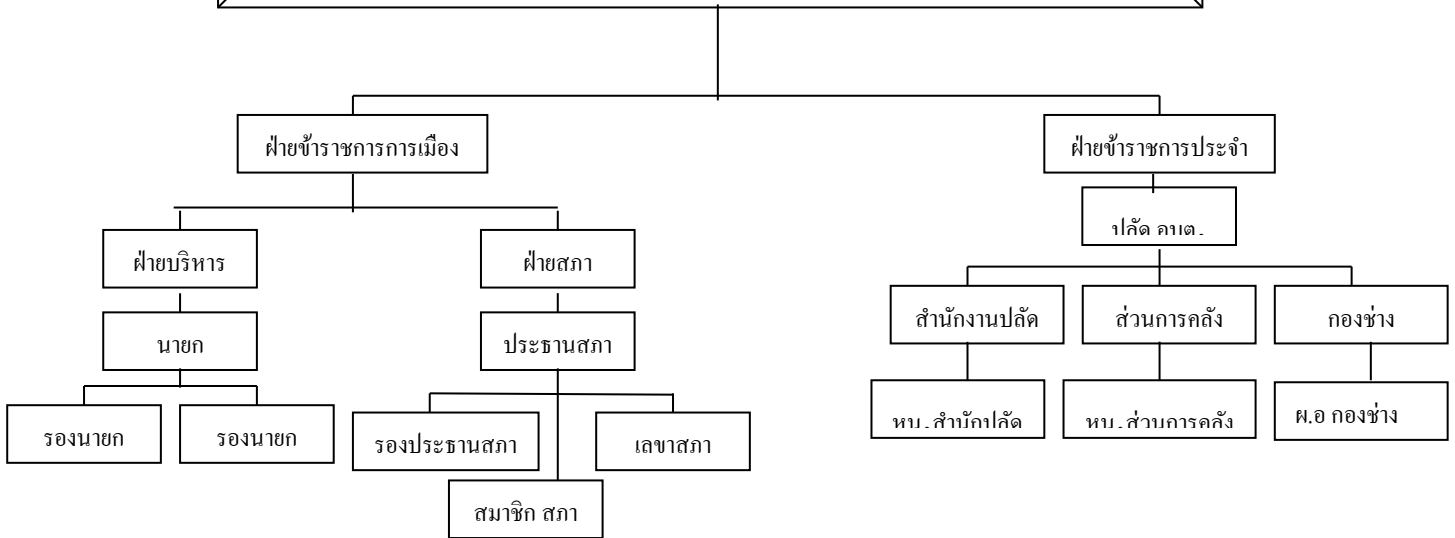 ฝ่ายข้าราชการการเมือง
ฝ่ายข้าราชการประจำ
ปลัด อบต.
ฝ่ายบริหาร
ฝ่ายสภา
สำนักงานปลัด
ส่วนการคลัง
กองช่าง
นายก
ประธานสภา
หน.สำนักปลัด
หน.ส่วนการคลัง
ผ.อ กองช่าง
รองนายก
รองนายก
รองประธานสภา
เลขาสภา
สมาชิก สภา